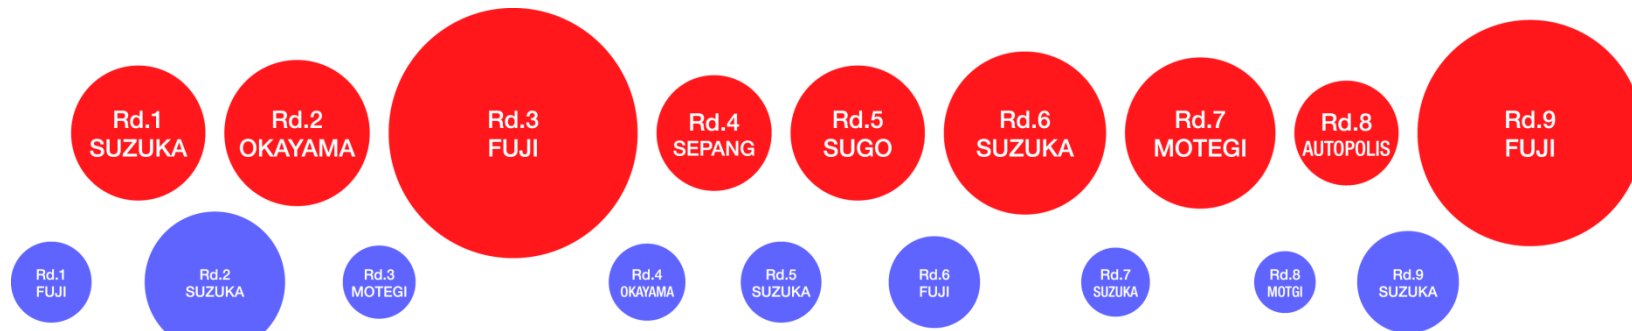 Rd.1
SUZUKA
Rd.2
OKAYAMA
Rd.3
FUJI
Rd.4
SEPANG
Rd.5
SUGO
Rd.6
SUZUKA
Rd.7
MOTEGI
Rd.8
AUTOPOLIS
Rd.9
FUJI
Rd.1
FUJI
Rd.2
SUZUKA
Rd.3
MOTEGI
Rd.4
OKAYAMA
Rd.5
SUZUKA
Rd.6
FUJI
Rd.7
SUZUKA
Rd.8
MOTGI
Rd.9
SUZUKA